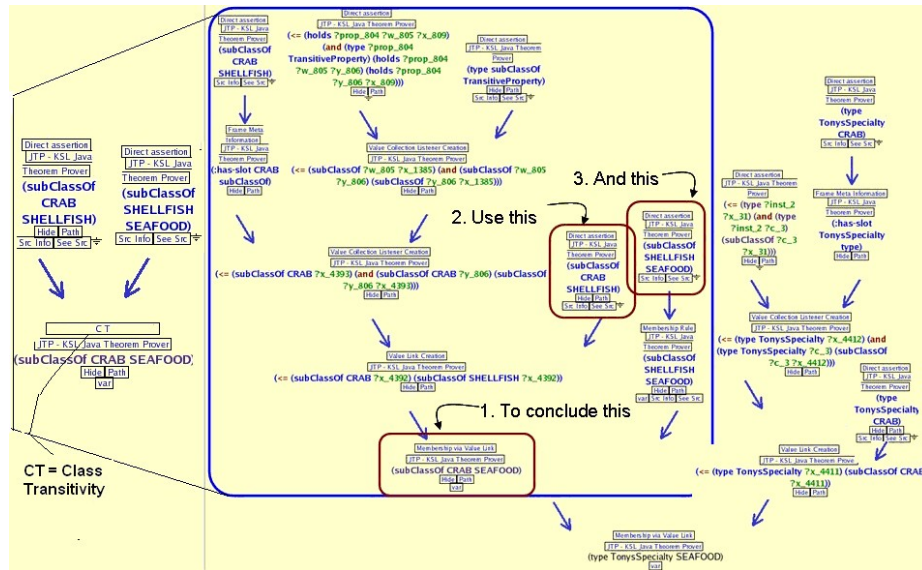 Direct assertion
JTP - KSL Java
Theorem Prover
(subClassOf
CRAB
SHELLFISH)
Hide Path
Src Info See Src
Direct assertion
JTP - KSL Java
Theorem Prover
(subClassOf
SHELLFISH
SEAFOOD)
Src Info See Src
CT
JTP - KSL Java Theorem Prover
(subClassOf CRAB SEAFOOD)
Hide Path
var
CT = Class
Transitivity
Direct assertion
JTP - KSL Java
Theorem Prover
(subClassOf
CRAB
SHELLFISH)
Src Info See Src
Frame Meta
Information
JTP - KSL Java
Theorem Prover
(:has-slot CRAB
subClassOf)
Hide Path
Direct assertion
JTP - KSL Java Theorem Prover
(<= (holds ?prop_804 ?w_805 ?x_809)
(and (type ?prop_804
TransitiveProperty) (holds ?prop_804
?w_805 ?y_806) (holds ?prop_804
?y_806 ?x_809)))
Hide Path
Direct assertion
JTP - KSL Java Theorem
Prover
(type subClassOf
TransitiveProperty)
Hide Path
Src Info See Src
Value Collection Listener Creation
JTP - KSL Java Theorem Prover
(<= (subClassOf ?w_805 ?x_1385) (and (subClassOf ?w_805
?y_806) (subClassOf ?y_806 ?x_1385)))
Hide Path
3. And this
2. Use this
Direct assertion
JTP - KSL Java
Theorem Prover
(subClassOf
CRAB
SHELLFISH)
Hide Path
Src Info See Src
Direct assertion
JTP - KSL Java
Theorem Prover
(subClassOf
SHELLFISH
SEAFOOD)
Src Info See Src
Value Collection Listener Creation
JTP - KSL Java Theorem Prover
(<= (subClassOf CRAB ?x_4393) (and (subClassOf CRAB ?y_806) (subClassOf
?y_806 ?x_4393)))
Hide Path
Membership Rule
JTP - KSL Java
Theorem Prover
(subClassOf
SHELLFISH
SEAFOOD)
Hide Path
var Src Info See Src
Value Link Creation
JTP - KSL Java Theorem Prover
(<= (subClassOf CRAB ?x_4392) (subClassOf SHELLFISH ?x_4392))
Hide Path
1. To conclude this
Membership via Value Link
JTP - KSL Java Theorem Prover
(subClassOf CRAB SEAFOOD)
Hide Path
var
Direct assertion
JTP - KSL Java
Theorem Prover
(type
TonysSpecialty
CRAB)
Src Info See Src
Frame Meta Information
JTP - KSL Java
Theorem Prover
(:has-slot
TonysSpecialty
type)
Hide Path
Direct assertion
JTP - KSL Java Theorem
Prover
(<= (type ?inst_2
?x_31) (and (type
?inst_2 ?c_3)
(subClassOf ?c_3
?x_31)))
Hide Path
Value Collection Listener Creation
JTP - KSL Java Theorem Prover
(<= (type TonysSpecialty ?x_4412) (and
(type TonysSpecialty ?c_3) (subClassOf
?c_3 ?x_4412)))
Hide Path
Direct assertion
JTP - KSL Java
Theorem Prover
(type
TonysSpecialty
CRAB)
Hide Path
Src Info See Src
Value Link Creation
JTP - KSL Java Theorem Prover
(<= (type TonysSpecialty ?x_4411) (subClassOf CRAB
?x_4411))
Hide Path
Membership via Value Link
JTP - KSL Java Theorem Prover
(type TonysSpecialty SEAFOOD)
var